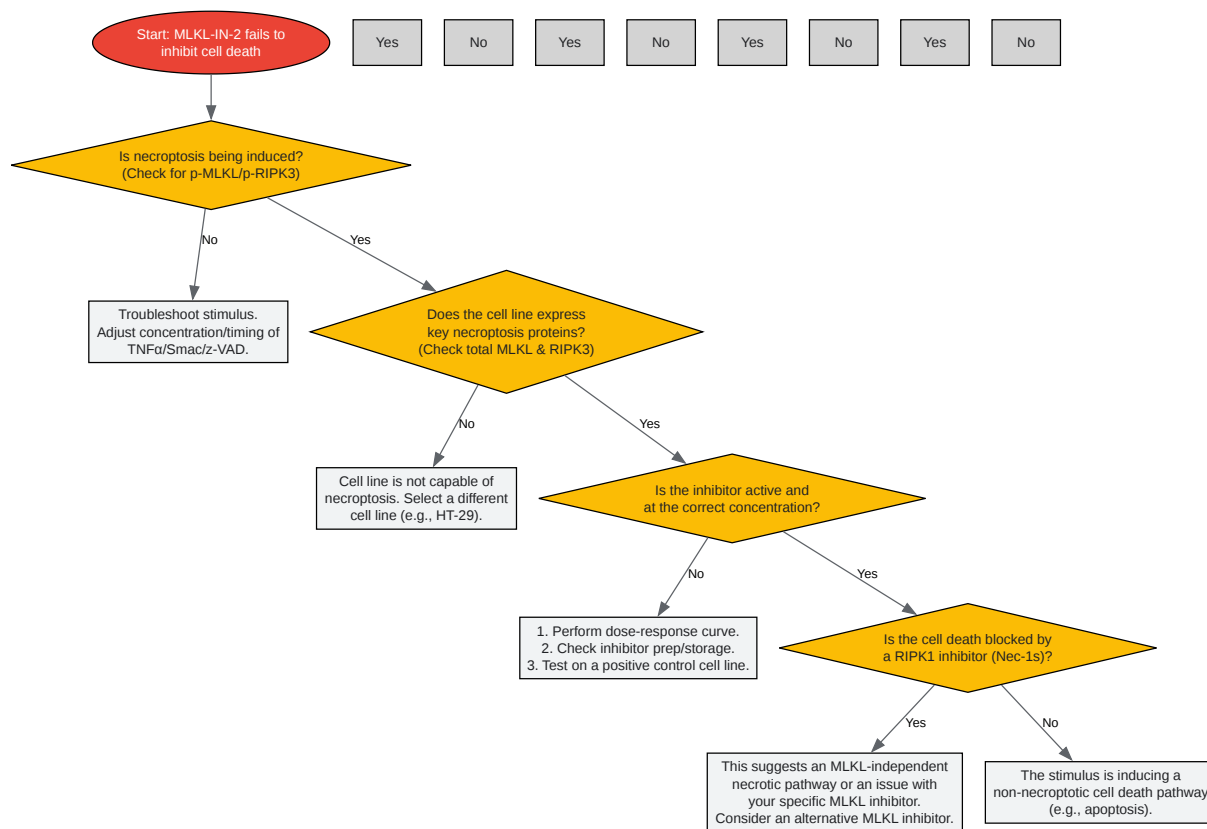 Start: MLKL-IN-2 fails to
inhibit cell death
Yes
No
Yes
No
Yes
No
Yes
No
Is necroptosis being induced?
(Check for p-MLKL/p-RIPK3)
No
Yes
Troubleshoot stimulus.
Adjust concentration/timing of
TNFα/Smac/z-VAD.
Does the cell line express
key necroptosis proteins?
(Check total MLKL & RIPK3)
No
Yes
Cell line is not capable of
necroptosis. Select a different
cell line (e.g., HT-29).
Is the inhibitor active and
at the correct concentration?
No
Yes
1. Perform dose-response curve.
2. Check inhibitor prep/storage.
3. Test on a positive control cell line.
Is the cell death blocked by
a RIPK1 inhibitor (Nec-1s)?
Yes
No
This suggests an MLKL-independent
necrotic pathway or an issue with
your specific MLKL inhibitor.
Consider an alternative MLKL inhibitor.
The stimulus is inducing a
non-necroptotic cell death pathway
(e.g., apoptosis).